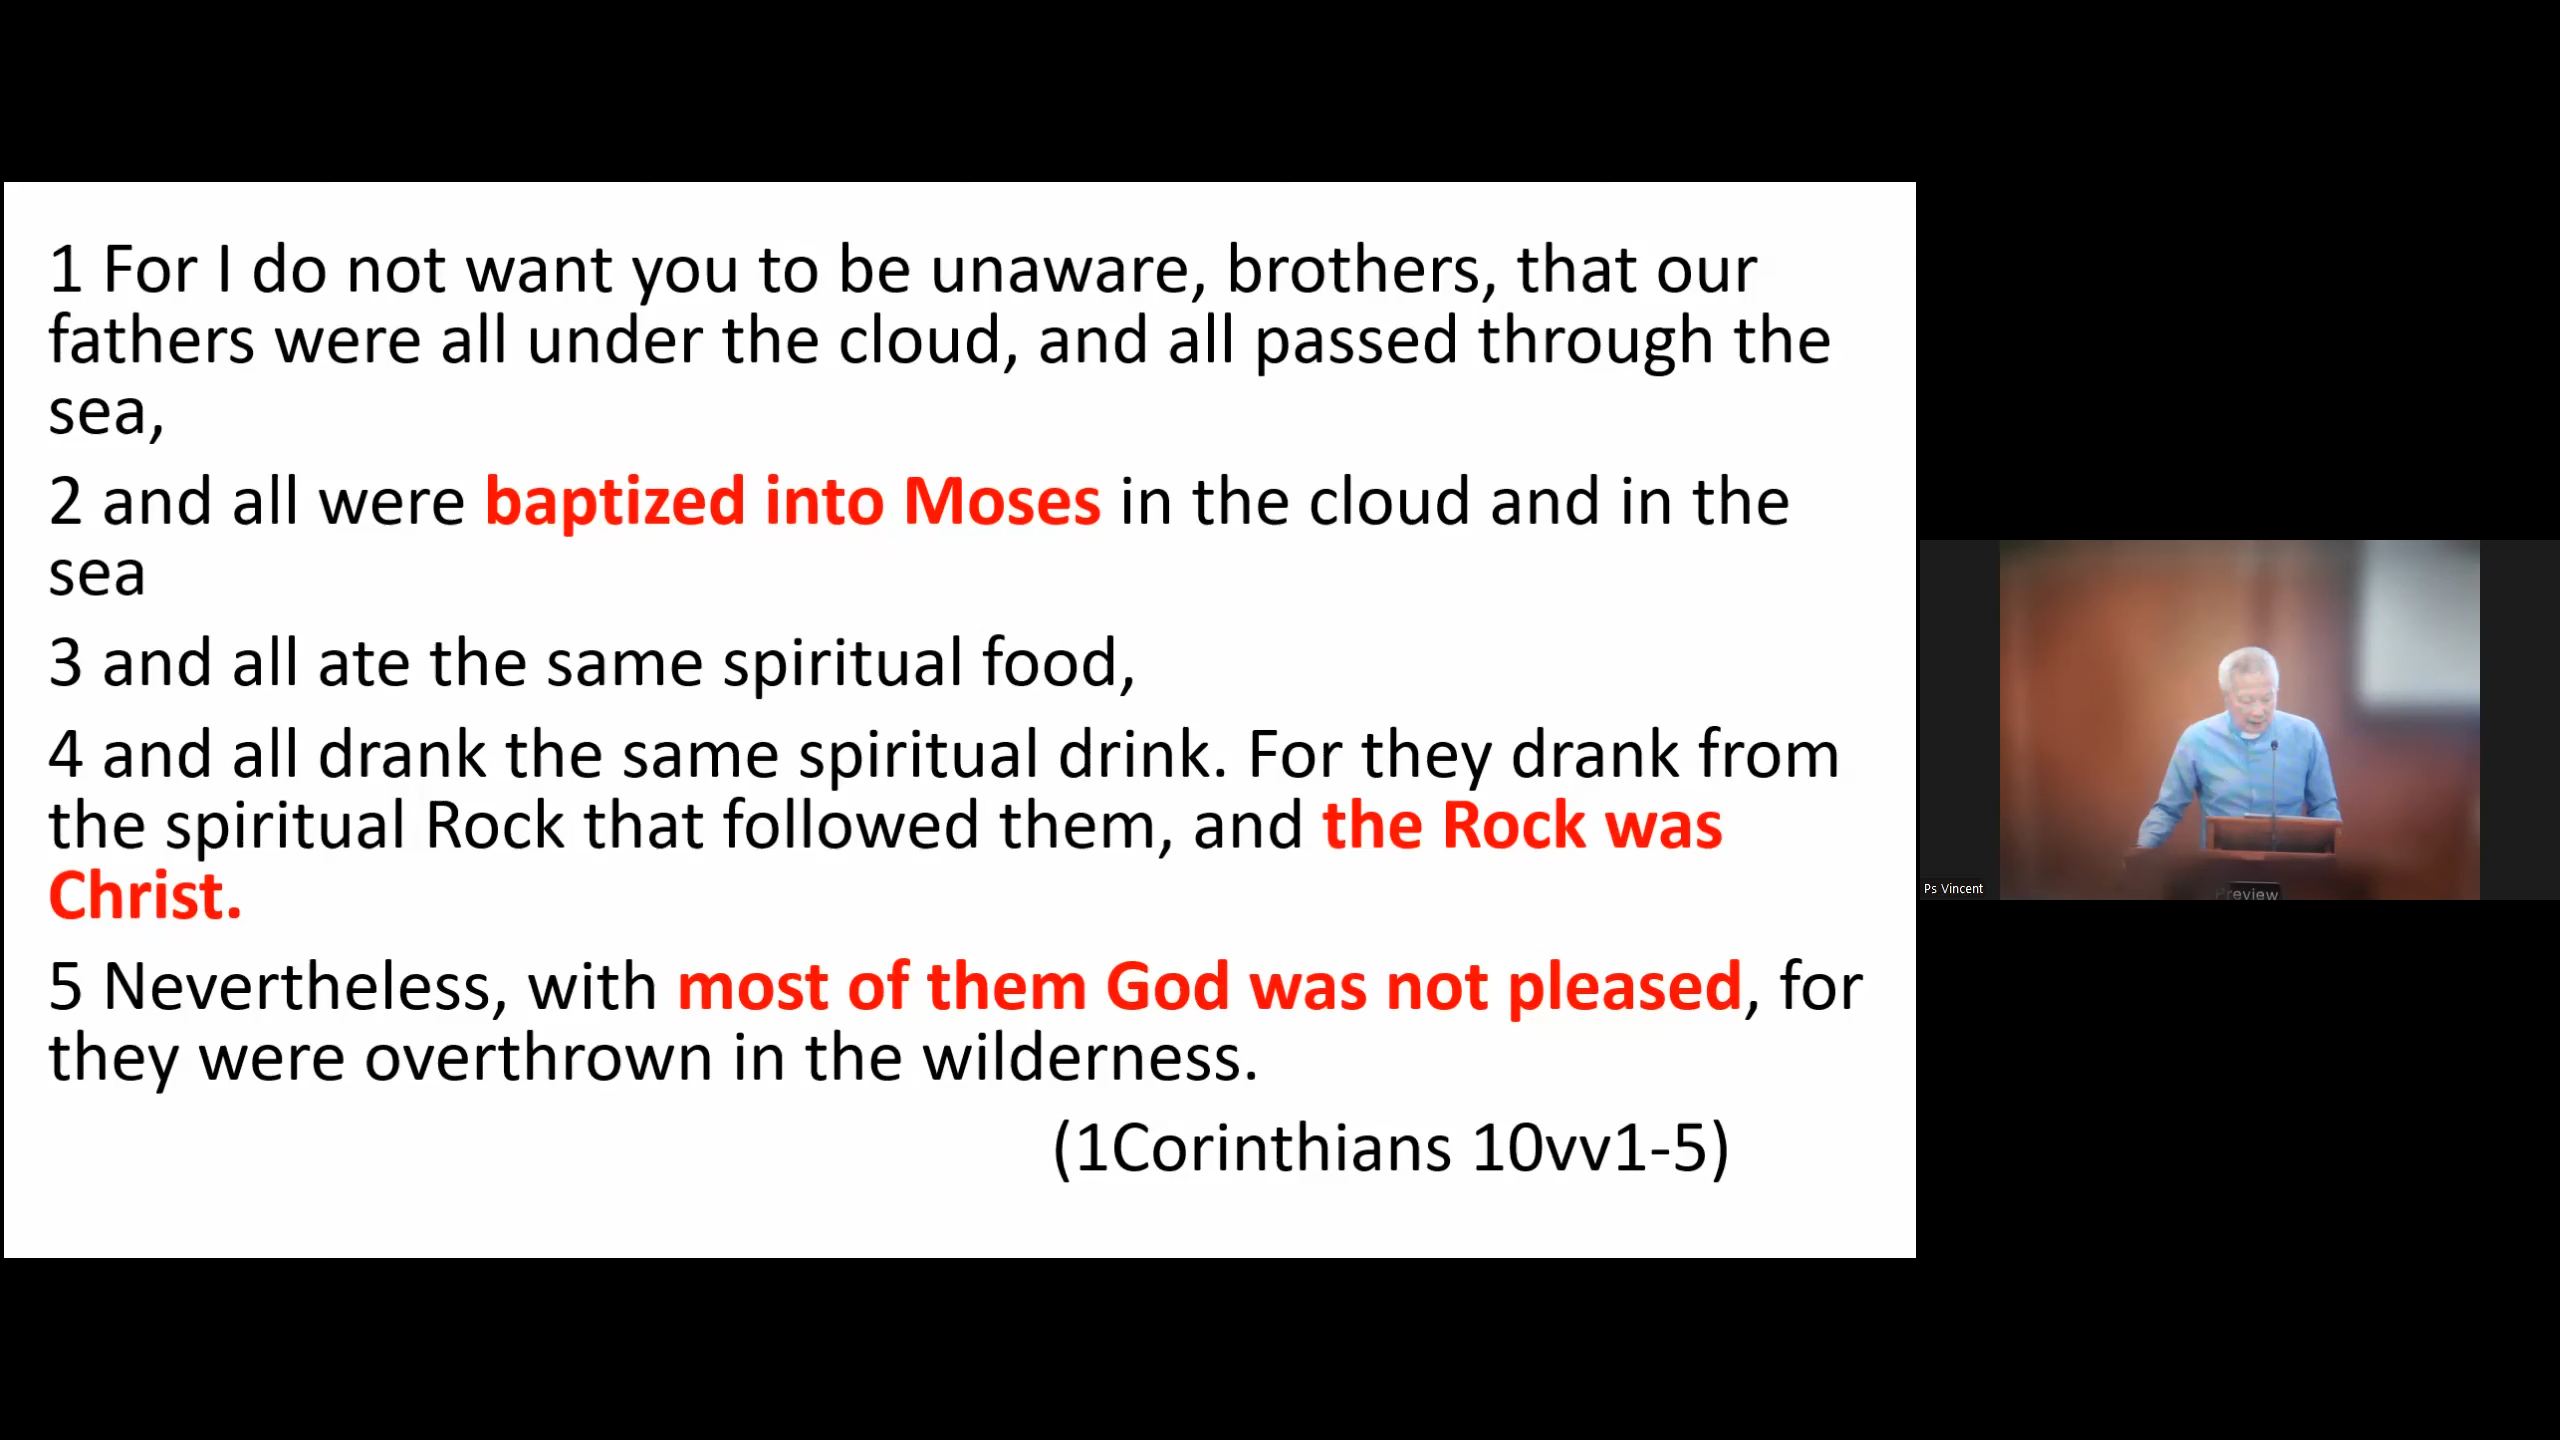 1 For I do not want you to be unaware, brothers, that our
fathers were all under the cloud, and all passed through the
sea,
2 and all were baptized into Moses in the cloud and in the
sea
3 and all ate the same spiritual food,
4 and all drank the same spiritual drink. For they drank from
the spiritual Rock that followed them, and the Rock was
Christ.
5 Nevertheless, with most of them God was not pleased, for
they were overthrown in the wilderness.
(1Corinthians 10vv1-5)
Ps Vincent
Preview